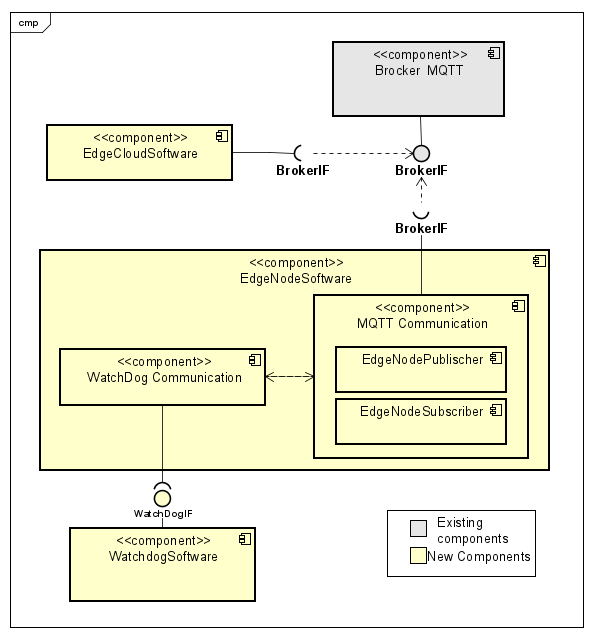 cmp
<<component>>
Brocker MQTT
<<component>>
EdgeCloudSoftware
BrokerIF
BrokerIF
BrokerIF
<<component>>
EdgeNodeSoftware
<<component>>
MQTT Communication
<<component>>
WatchDog Communication
EdgeNodePublischer
EdgeNodeSubscriber
WatchDogIF
<<component>>
WatchdogSoftware
Existing
components
New Components